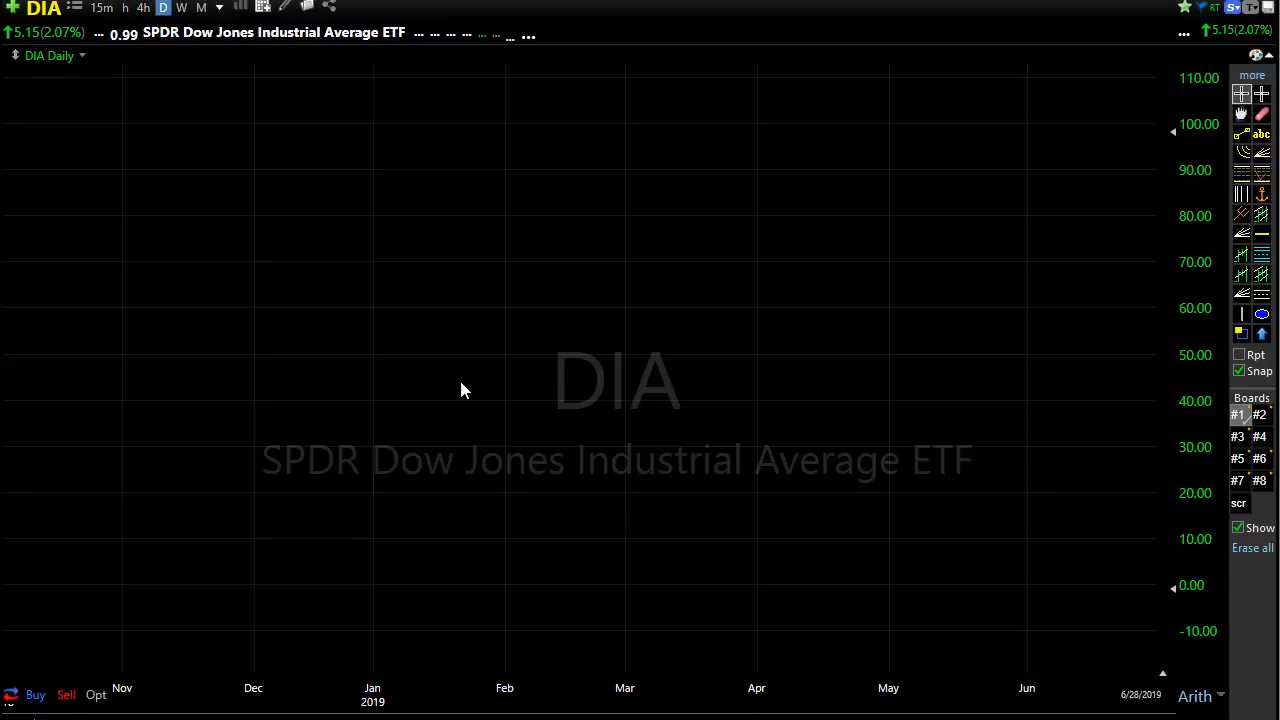 DIA 15m h 4h D W M RT S T
5.15(2.07%) ... 0.99 SPDR Dow Jones Industrial Average ETF ... ... ... ... ... ... ... ... ... 5.15(2.07%)
DIA Daily
more
110.00
100.00
abc
90.00
80.00
70.00
60.00
50.00
Rpt
Snap
DIA
Boards
40.00
#1 #2
30.00
#3 #4
SPDR Dow Jones Industrial Average ETF
#5 #6
20.00
#7 #8
scr
Show
10.00
Erase all
0.00
-10.00
Buy Sell Opt Nov Dec Jan Feb Mar Apr May Jun 6/28/2019 Arith
2019